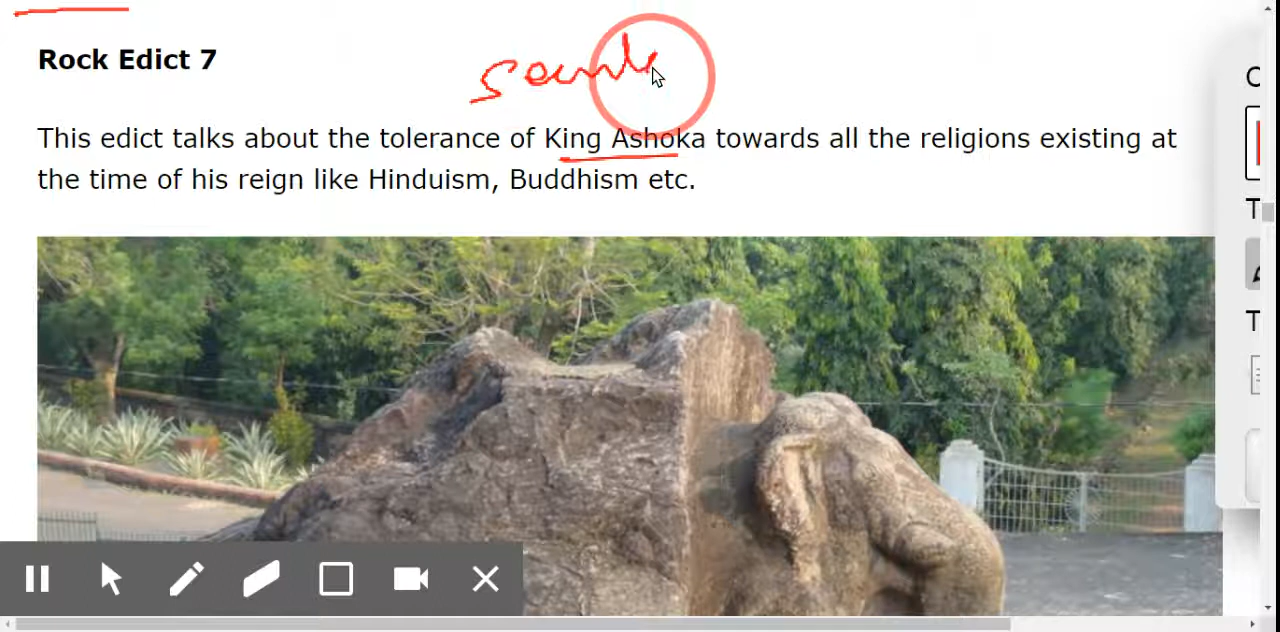 Rock Edict 7
This edict talks about the tolerance of King Ashoka towards all the religions existing at
the time of his reign like Hinduism, Buddhism etc.